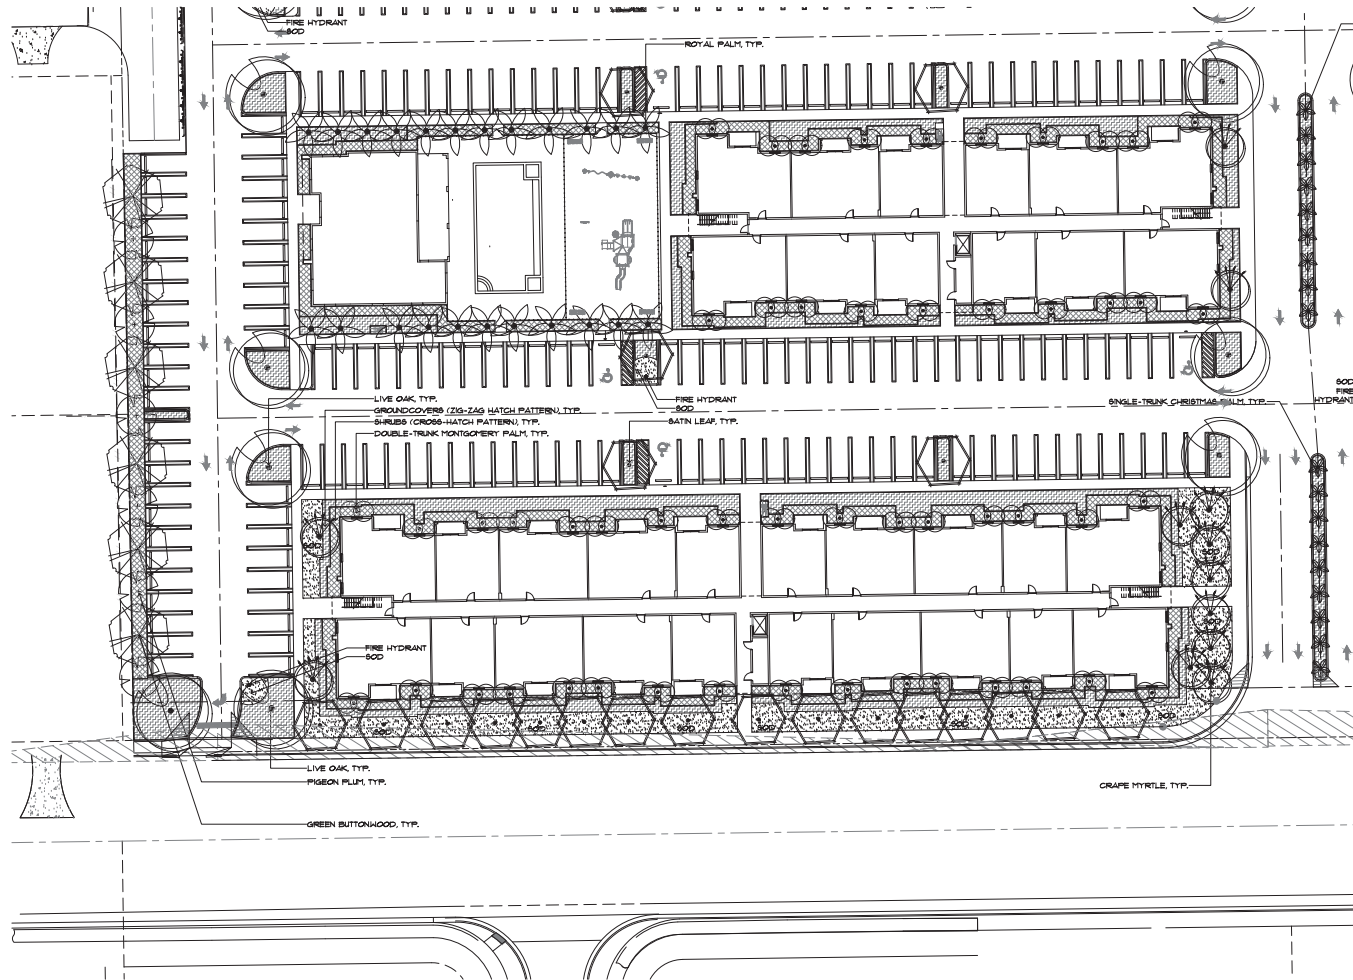 FIRE HYDRANT
SOD
ROYAL PALM, TYP.
LIVE OAK, TYP.
GROUNDCOVERS (ZIG-ZAG HATCH PATTERN), TYP.
SHRUBS (CROSS-HATCH PATTERN), TYP.
DOUBLE-TRUNK MONTGOMERY PALM, TYP.
FIRE HYDRANT
SOD
SATIN LEAF, TYP.
SINGLE-TRUNK CHRISTMAS PALM, TYP.
SOD
FIRE
HYDRANT
SOD
SOD
SOD
FIRE HYDRANT
SOD
SOD
SOD
SOD
SOD
SOD
SOD
LIVE OAK, TYP.
PIGEON PLUM, TYP.
CRAPE MYRTLE, TYP.
GREEN BUTTONWOOD, TYP.